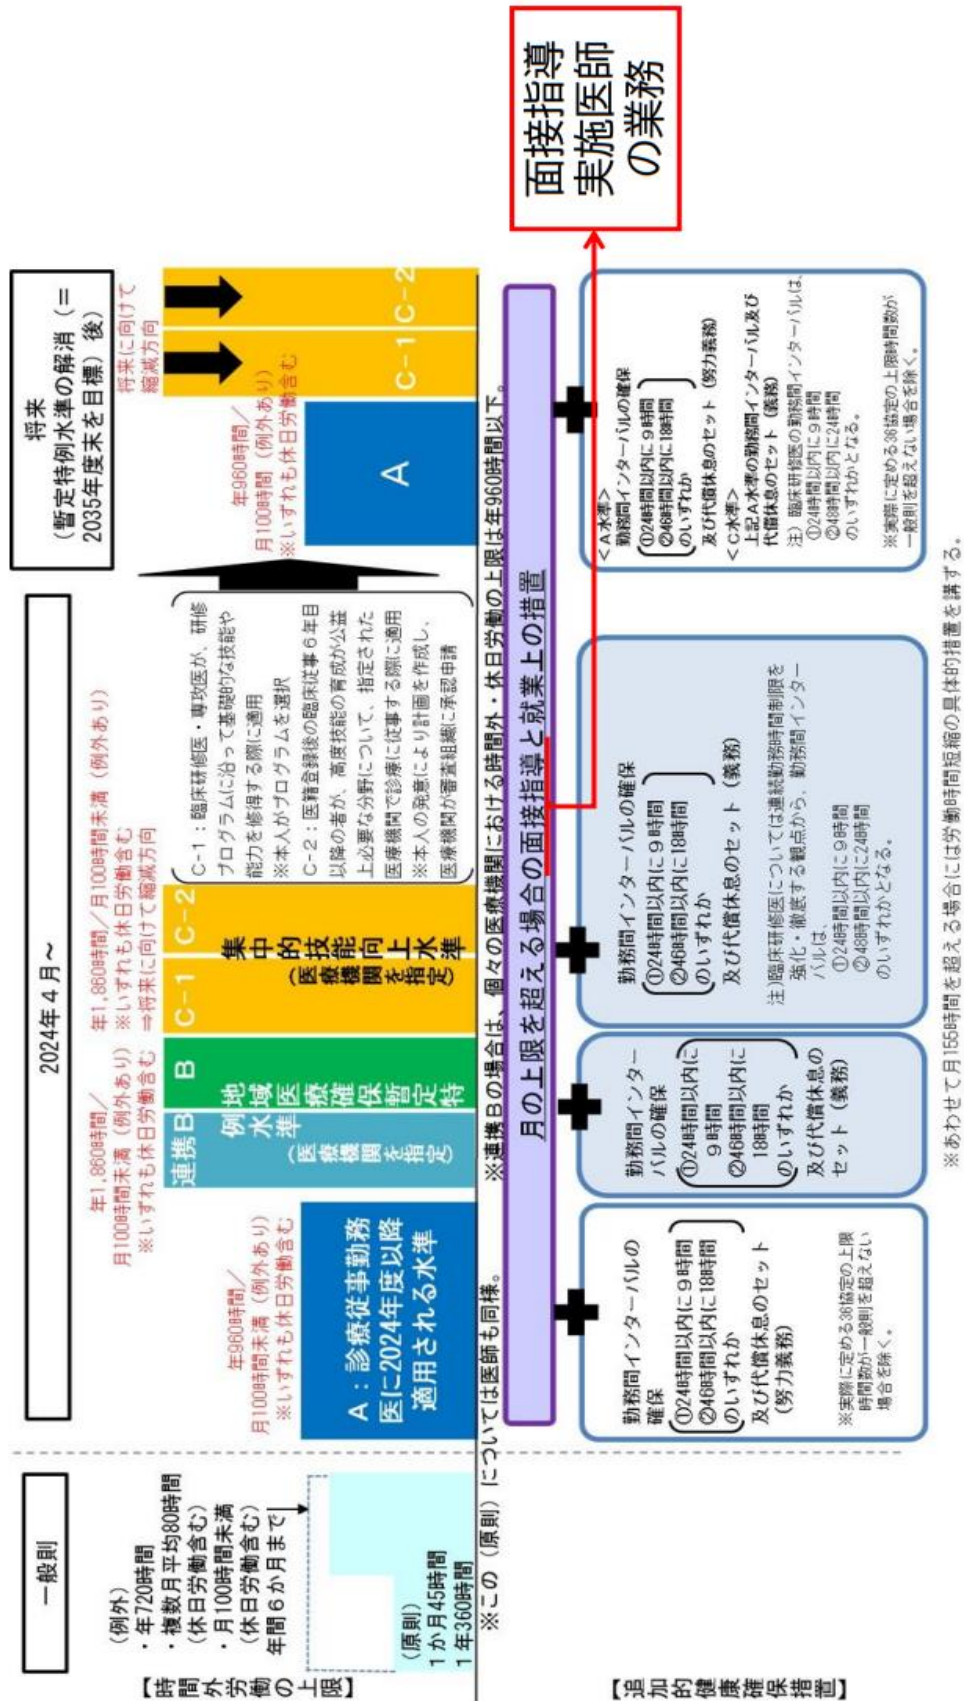 一般則
2024年４月～
将来
（暫定特例水準の解消（＝
2035年度末を目標）後
【時間外労働の上限】
（例外）
・年720時間
・複数月平均80時間
（休日労働含む）
・月100時間未満
（休日労働含む）
年間６か月まで
（原則）
１か月45時間
１年360時間
年960時間／
月100時間未満（例外あり）
※いずれも休日労働含む
Ａ：診療従事勤務
医に2024年度以降
適用される水準
年1,860時間／
月100時間未満（例外あり）
※いずれも休日労働含む
連携Ｂ
Ｂ
地域医療確保暫定特
例水準
（医療機関を指定）
年1,860時間／月100時間未満（例外あり）
※いずれも休日労働含む
⇒将来に向けて縮減方向
Ｃ-１
Ｃ-２
集中的技能向上水準
（医療機関を指定）
Ｃ-１：臨床研修医・専攻医が、研修
プログラムに沿って基礎的な技能や
能力を修得する際に適用
※本人がプログラムを選択
Ｃ-２：医籍登録後の臨床従事６年目
以降の者が、高度技能の育成が公益
上必要な分野について、指定された
医療機関で診療に従事する際に適用
※本人の発意により計画を作成し、
医療機関が審査組織に承認申請
年960時間／
月100時間（例外あり）
※いずれも休日労働含む
Ａ
将来に向けて
縮減方向
Ｃ-１
Ｃ-２
※この（原則）については医師も同様。
※連携Ｂの場合は、個々の医療機関における時間外・休日労働の上限は年960時間以下。
【追加的健康確保措置】
月の上限を超える場合の面接指導と就業上の措置
面接指導
実施医師
の業務
勤務間インターバルの
確保
①24時間以内に９時間
②46時間以内に18時間
のいずれか
及び代償休息のセット
（努力義務）
※実際に定める36協定の上限
時間数が一般則を超えない
場合を除く。
勤務間インター
バルの確保
①24時間以内に
９時間
②46時間以内に
18時間
のいずれか
及び代償休息の
セット（義務）
勤務間インターバルの確保
①24時間以内に９時間
②46時間以内に18時間
のいずれか
及び代償休息のセット（義務）
注)臨床研修医については連続勤務時間制限を
強化・徹底する観点から、勤務間インター
バルは、
①24時間以内に９時間
②48時間以内に24時間
のいずれかとなる。
＜Ａ水準＞
勤務間インターバルの確保
①24時間以内に９時間
②46時間以内に18時間
のいずれか
及び代償休息のセット（努力義務）
＜Ｃ水準＞
上記Ａ水準の勤務間インターバル及び
代償休息のセット（義務）
注）臨床研修医の勤務間インターバルは、
①24時間以内に９時間
②48時間以内に24時間
のいずれかとなる。
※実際に定める36協定の上限時間数が
一般則を超えない場合を除く。
※あわせて月155時間を超える場合には労働時間短縮の具体的措置を講ずる。